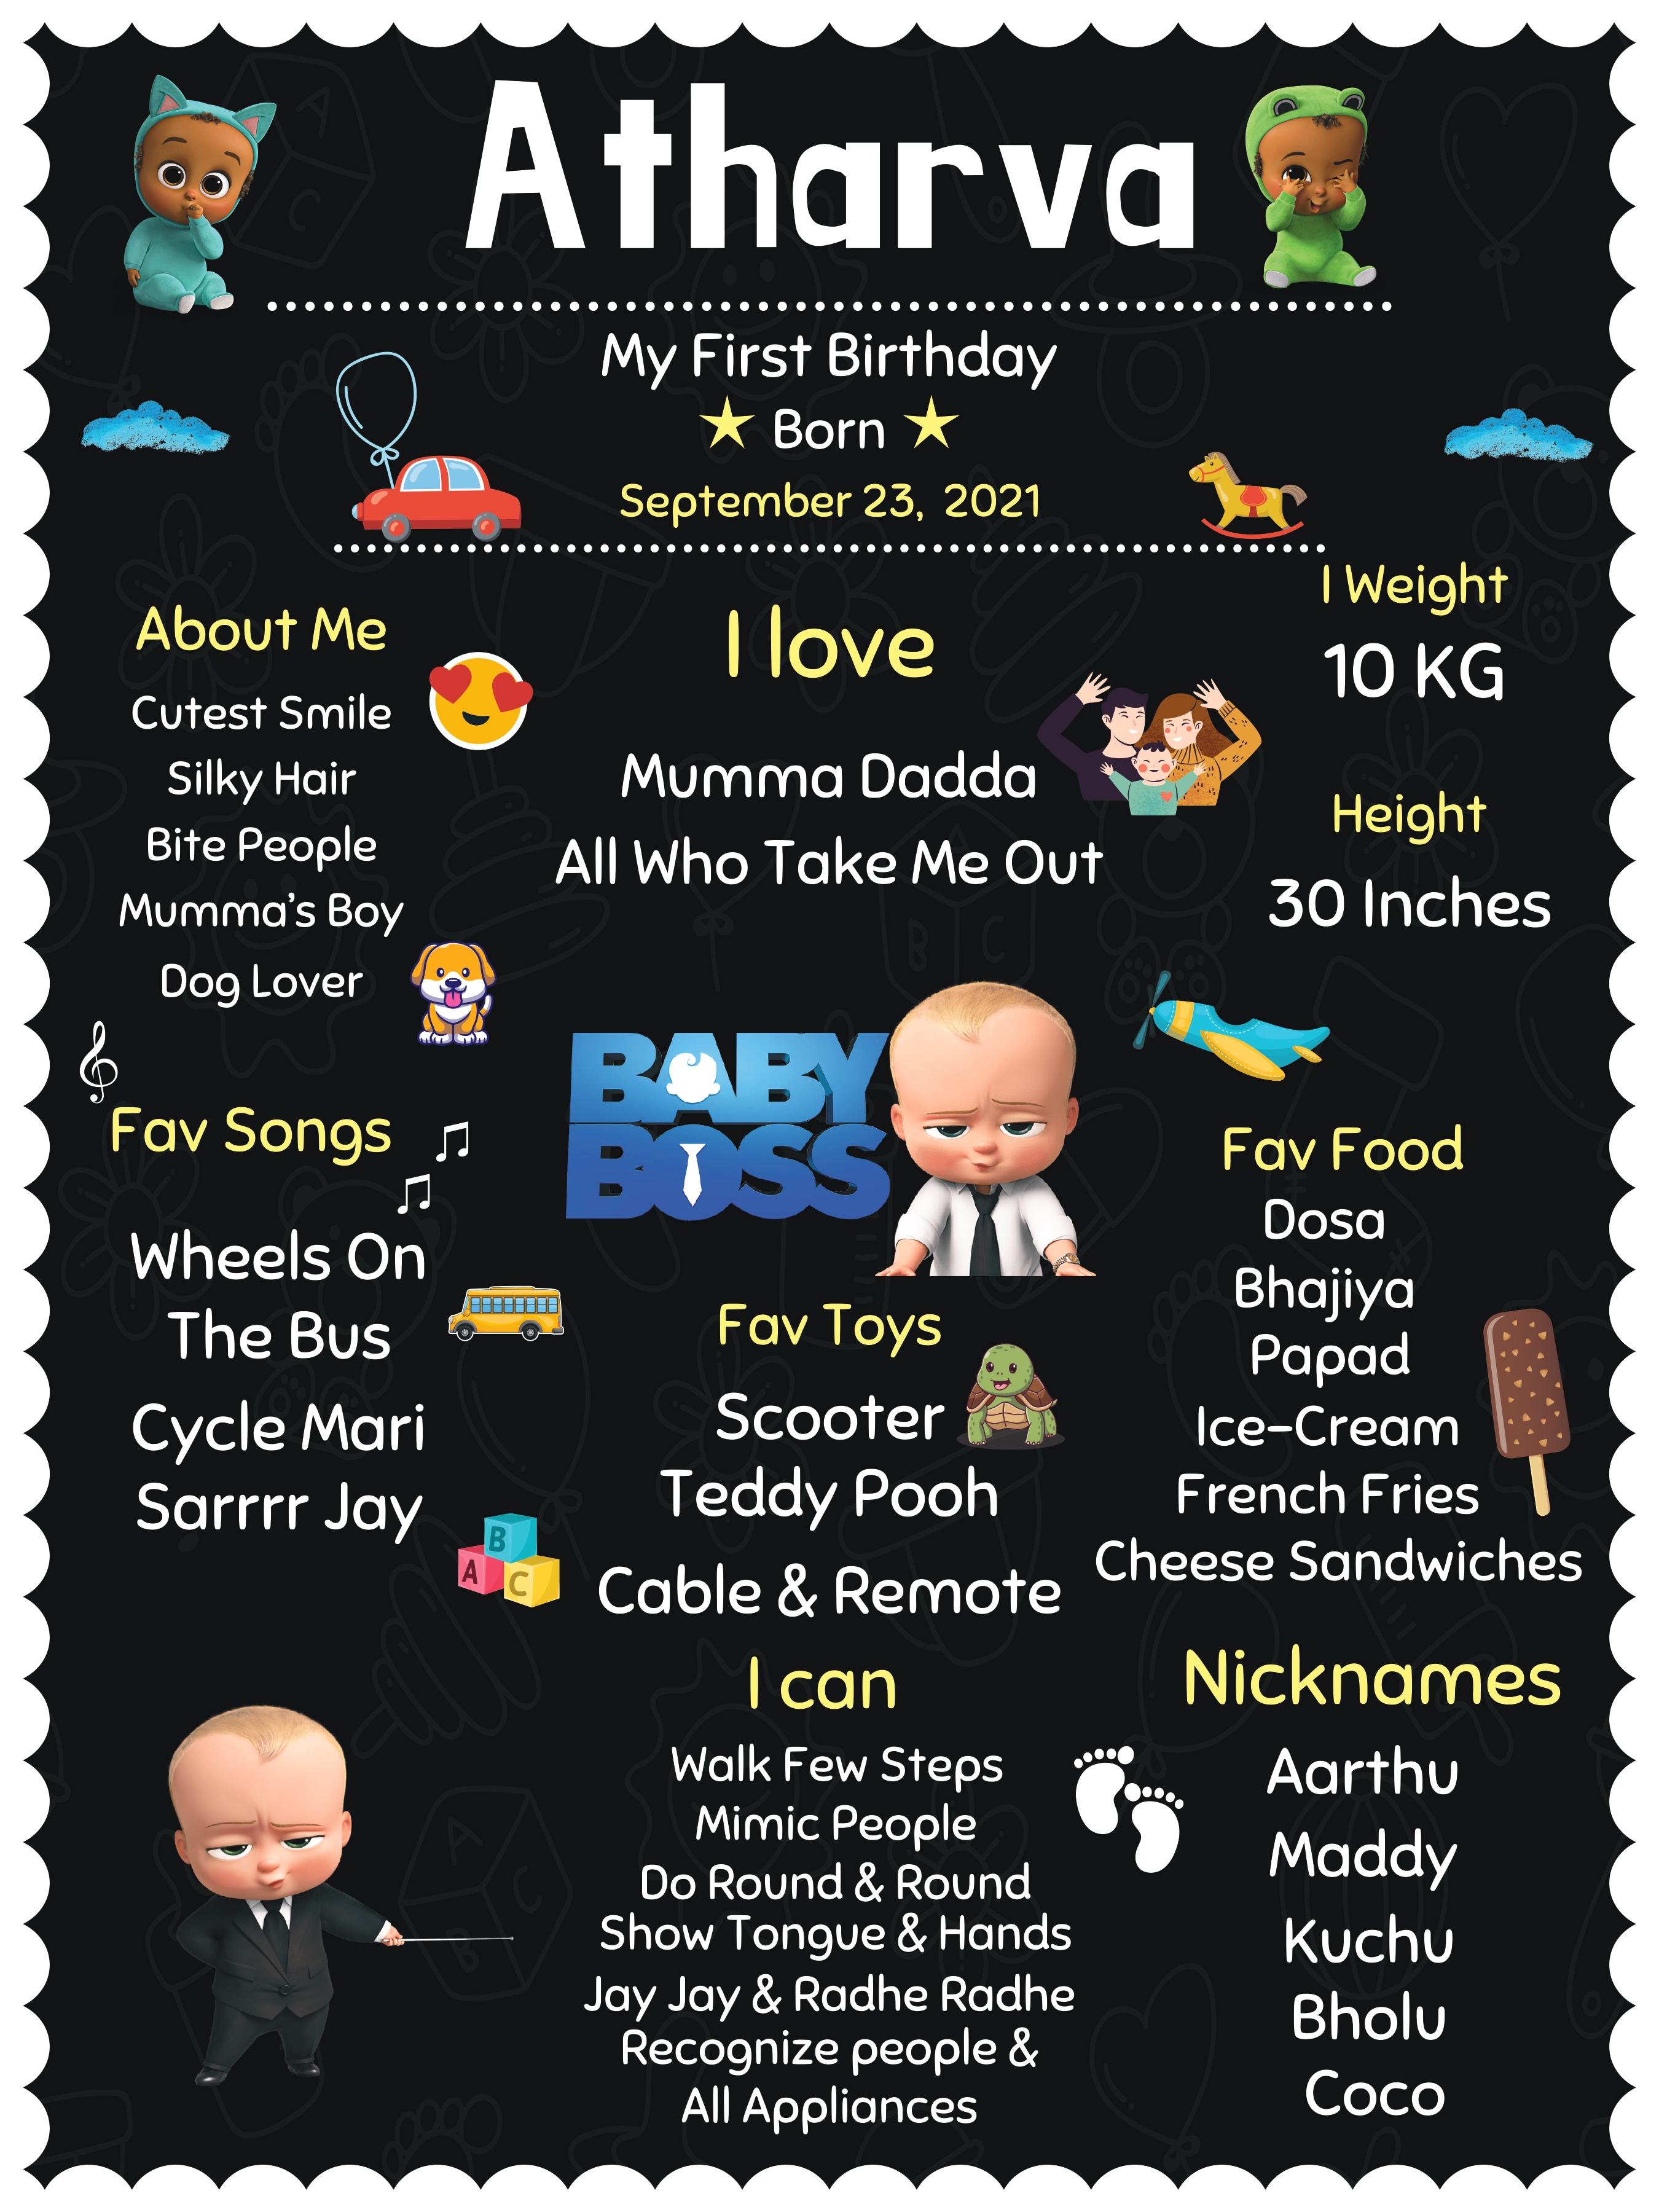 Atharva
My First Birthday
Born
September 23, 2021
About Me
Cutest Smile
Silky Hair
Bite People
Mumma's Boy
Dog Lover
I love
Mumma Dadda
All Who Take Me Out
I Weight
10 KG
Height
30 Inches
BABY
BOSS
Fav Songs
Wheels On
The Bus
Cycle Mari
Sarrrr Jay
Fav Toys
Scooter
Teddy Pooh
Cable & Remote
B
A C
Fav Food
Dosa
Bhajiya
Papad
Ice-Cream
French Fries
Cheese Sandwiches
I can
Walk Few Steps
Mimic People
Do Round & Round
Show Tongue & Hands
Jay Jay & Radhe Radhe
Recognize people &
All Appliances
Nicknames
Aarthu
Maddy
Kuchu
Bholu
Coco